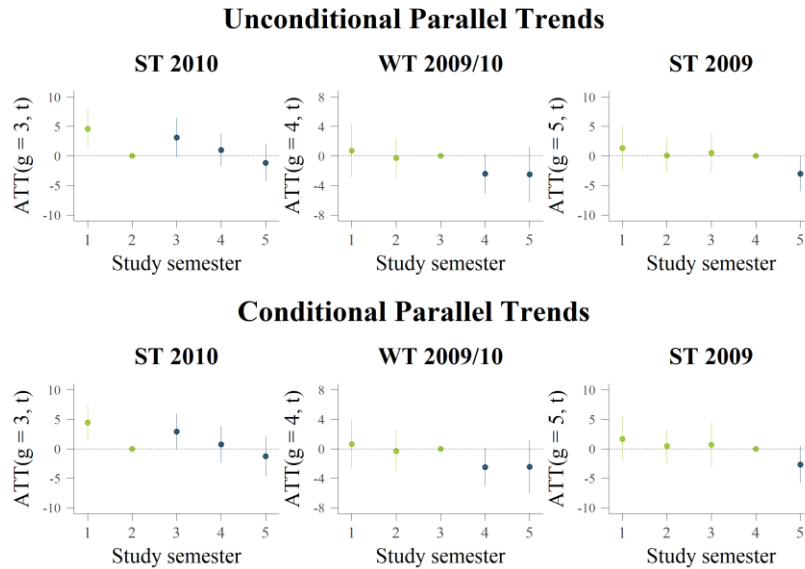 Unconditional Parallel Trends
ST 2010
WT 2009/10
ST 2009
ATT(g = 3, t)
10
5
0
-5
-10
1 2 3 4 5
Study semester
ATT(g = 4, t)
8
4
0
-4
-8
1 2 3 4 5
Study semester
ATT(g = 5, t)
10
5
0
-5
-10
1 2 3 4 5
Study semester
Conditional Parallel Trends
ST 2010
WT 2009/10
ST 2009
ATT(g = 3, t)
10
5
0
-5
-10
1 2 3 4 5
Study semester
ATT(g = 4, t)
8
4
0
-4
-8
1 2 3 4 5
Study semester
ATT(g = 5, t)
10
5
0
-5
-10
1 2 3 4 5
Study semester